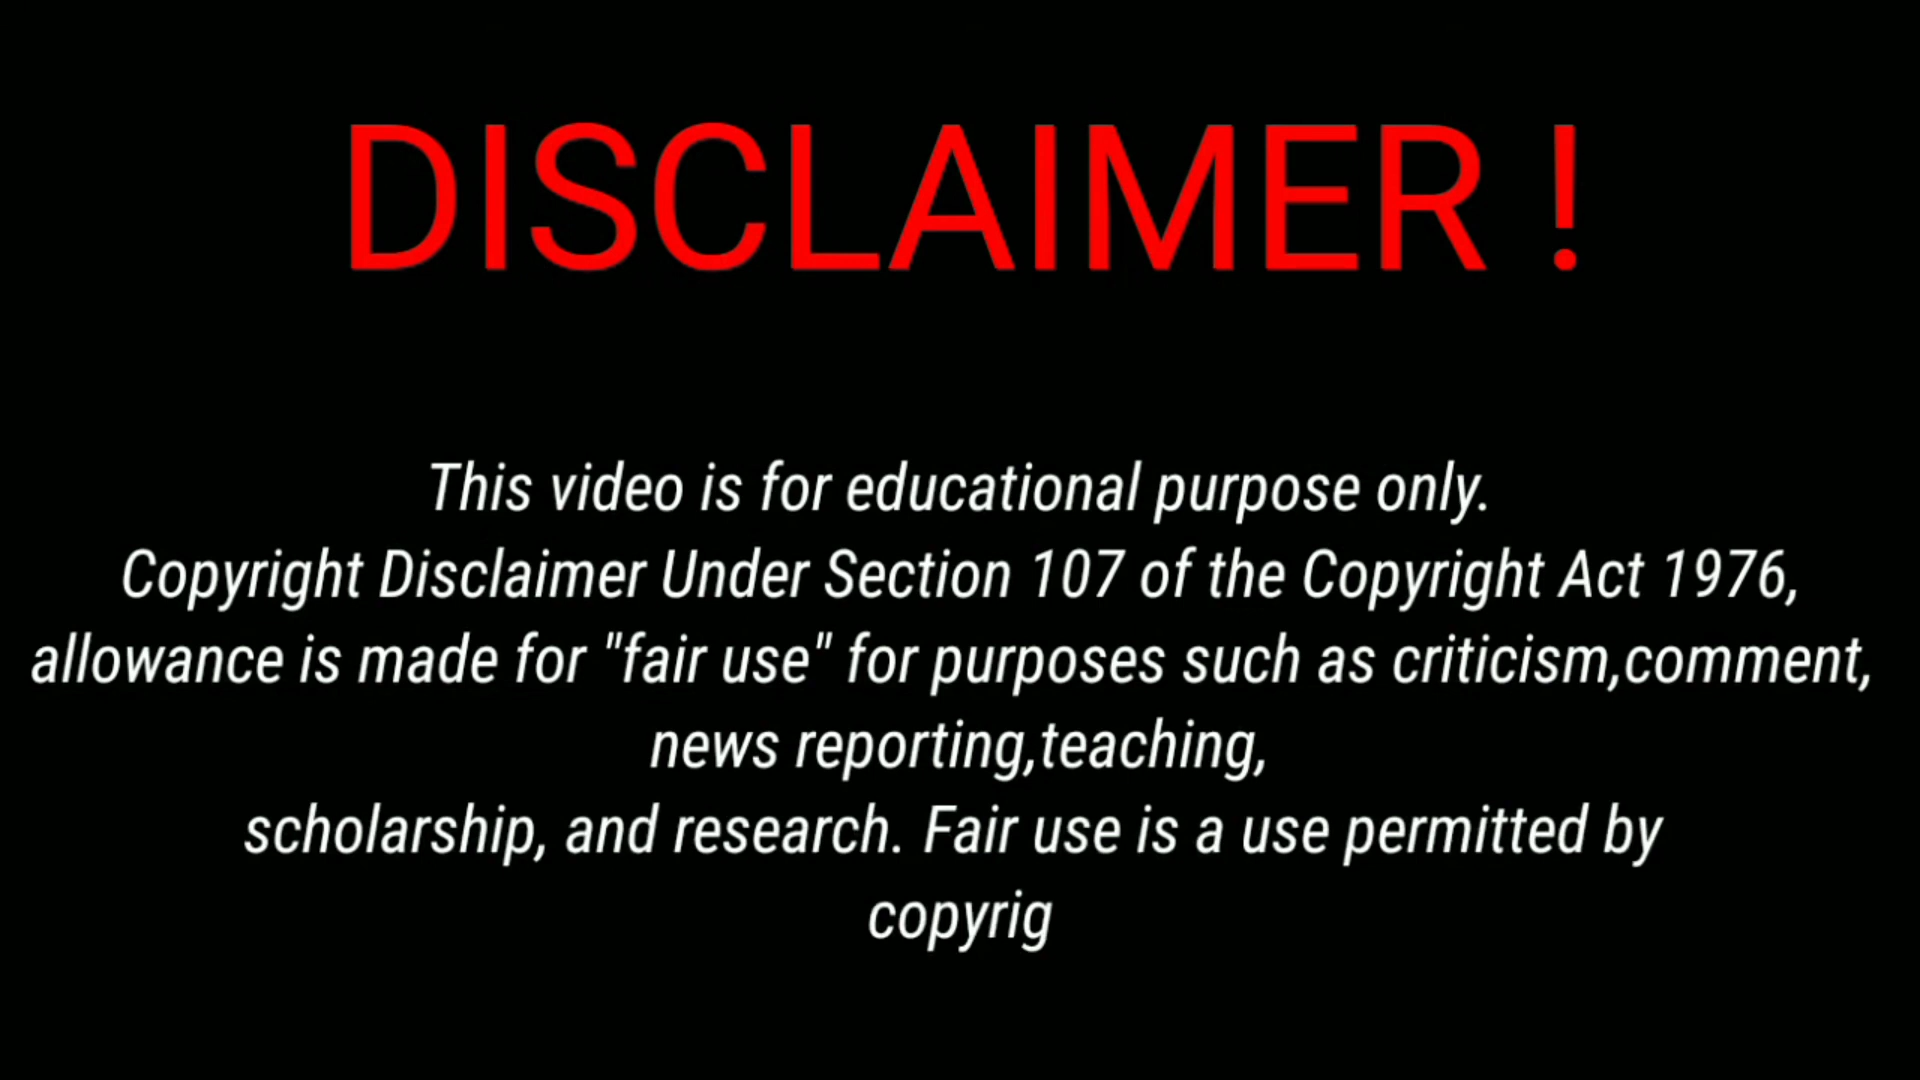 DISCLAIMER !
This video is for educational purpose only.
Copyright Disclaimer Under Section 107 of the Copyright Act 1976,
allowance is made for "fair use" for purposes such as criticism,comment,
news reporting,teaching,
scholarship, and research. Fair use is a use permitted by
copyrig